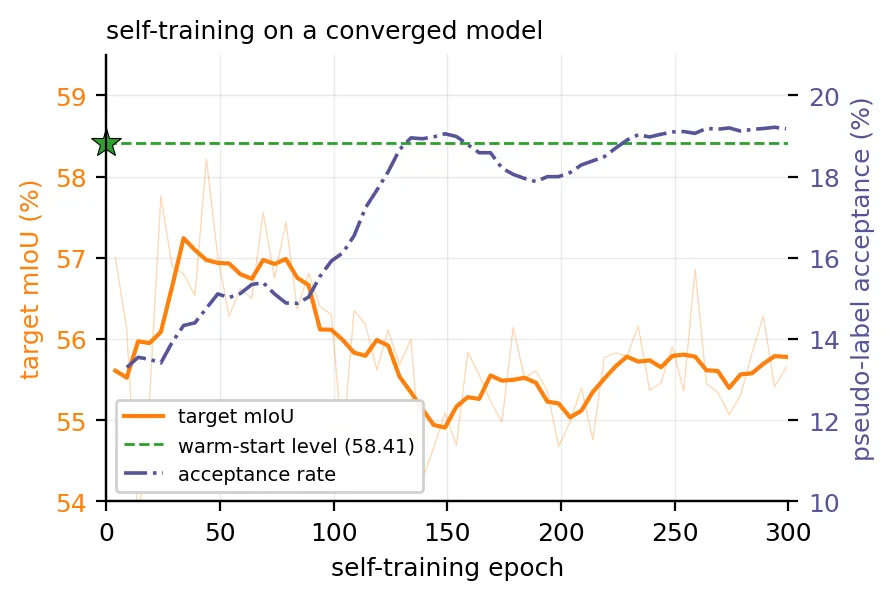 self-training on a converged model
target mIoU (%)
59
58
57
56
55
54
20
18
16
14
12
10
pseudo-label acceptance (%)
target mIoU
warm-start level (58.41)
acceptance rate
0 50 100 150 200 250 300
self-training epoch